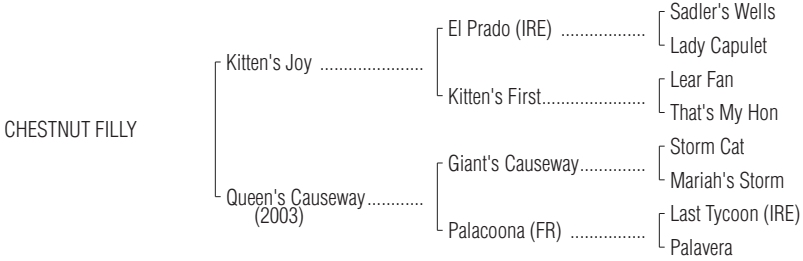 Sadler's Wells
El Prado (IRE) ..................
Lady Capulet
Kitten's Joy ......................
Lear Fan
Kitten's First......................
That's My Hon
CHESTNUT FILLY
Storm Cat
Giant's Causeway..............
Mariah's Storm
Queen's Causeway............
(2003)
Last Tycoon (IRE)
Palacoona (FR) ................
Palavera